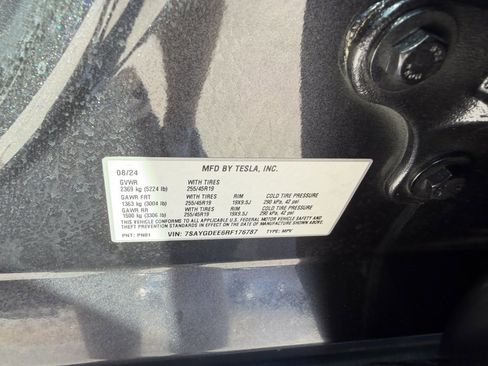 08/24 MFD BY TESLA, INC.
GVWR WITH TIRES
2369 kg (5224 lb) 255/45R19
GAWR FRT WITH TIRES RIM COLD TIRE PRESSURE
1363 kg (3004 lb) 255/45R19 19X9.5J 290 kPa, 42 psi
GAWR RR WITH TIRES RIM COLD TIRE PRESSURE
1500 kg (3306 lb) 255/45R19 19X9.5J 290 kPa, 42 psi
THIS VEHICLE CONFORMS TO ALL APPLICABLE U.S. FEDERAL MOTOR VEHICLE SAFETY AND
THEFT PREVENTION STANDARDS IN EFFECT ON THE DATE OF MANUFACTURE SHOWN ABOVE.
PNT: PN01 VIN: 7SAYGDEE6RF176787 TYPE: MPV